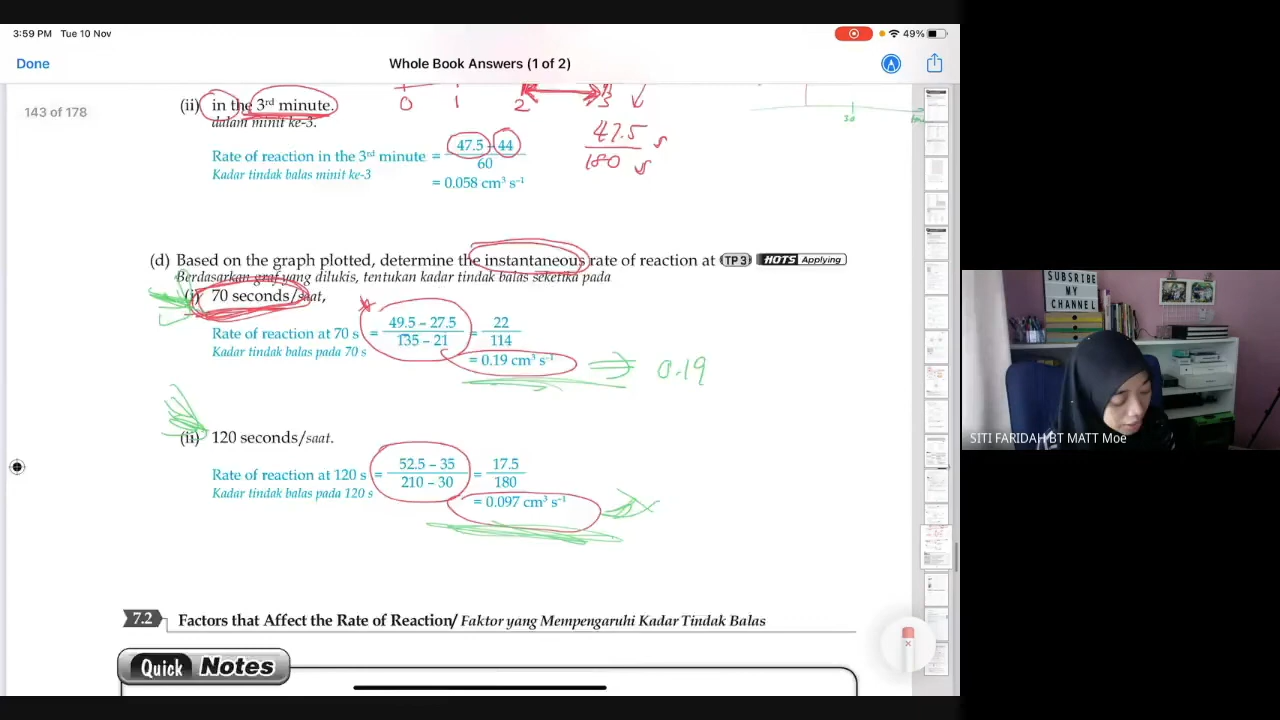 3:59 PM Tue 10 Nov
49%
Done
Whole Book Answers (1 of 2)
143 of 178
0 1 2 3
(ii) in the 3rd minute.
dalam minit ke-3.
47.5
180 s
30
Rate of reaction in the 3rd minute = 47.5 – 44
60
Kadar tindak balas minit ke-3
= 0.058 cm³ s⁻¹
(d) Based on the graph plotted, determine the instantaneous rate of reaction at TP 3 HOTS Applying
Berdasarkan graf yang dilukis, tentukan kadar tindak balas seketika pada
(i) 70 seconds/saat,
Rate of reaction at 70 s = 49.5 – 27.5 = 22
135 – 21 114
Kadar tindak balas pada 70 s
= 0.19 cm³ s⁻¹
0.19
(ii) 120 seconds/saat.
Rate of reaction at 120 s = 52.5 – 35 = 17.5
210 – 30 180
Kadar tindak balas pada 120 s
= 0.097 cm³ s⁻¹
7.2 Factors that Affect the Rate of Reaction/ Faktor yang Mempengaruhi Kadar Tindak Balas
Quick Notes
SUBSRIBE
MY
CHANNEL
SITI FARIDAH BT MATT Moe